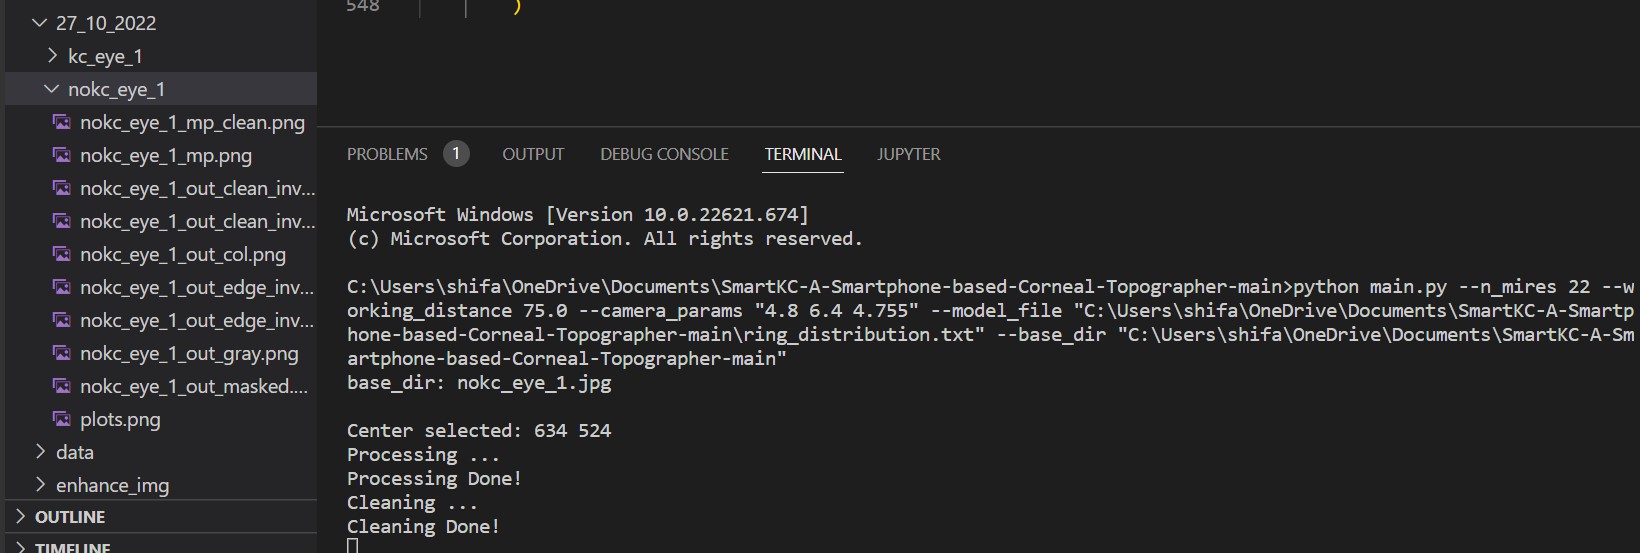 27_10_2022
kc_eye_1
nokc_eye_1
nokc_eye_1_mp_clean.png
nokc_eye_1_mp.png
nokc_eye_1_out_clean_inv...
nokc_eye_1_out_clean_inv...
nokc_eye_1_out_col.png
nokc_eye_1_out_edge_inv...
nokc_eye_1_out_edge_inv...
nokc_eye_1_out_gray.png
nokc_eye_1_out_masked....
plots.png
data
enhance_img
OUTLINE
TIMELINE
548 )
PROBLEMS 1 OUTPUT DEBUG CONSOLE TERMINAL JUPYTER
Microsoft Windows [Version 10.0.22621.674]
(c) Microsoft Corporation. All rights reserved.
C:\Users\shifa\OneDrive\Documents\SmartKC-A-Smartphone-based-Corneal-Topographer-main>python main.py --n_mires 22 --w
orking_distance 75.0 --camera_params "4.8 6.4 4.755" --model_file "C:\Users\shifa\OneDrive\Documents\SmartKC-A-Smartp
hone-based-Corneal-Topographer-main\ring_distribution.txt" --base_dir "C:\Users\shifa\OneDrive\Documents\SmartKC-A-Sm
artphone-based-Corneal-Topographer-main"
base_dir: nokc_eye_1.jpg
Center selected: 634 524
Processing ...
Processing Done!
Cleaning ...
Cleaning Done!